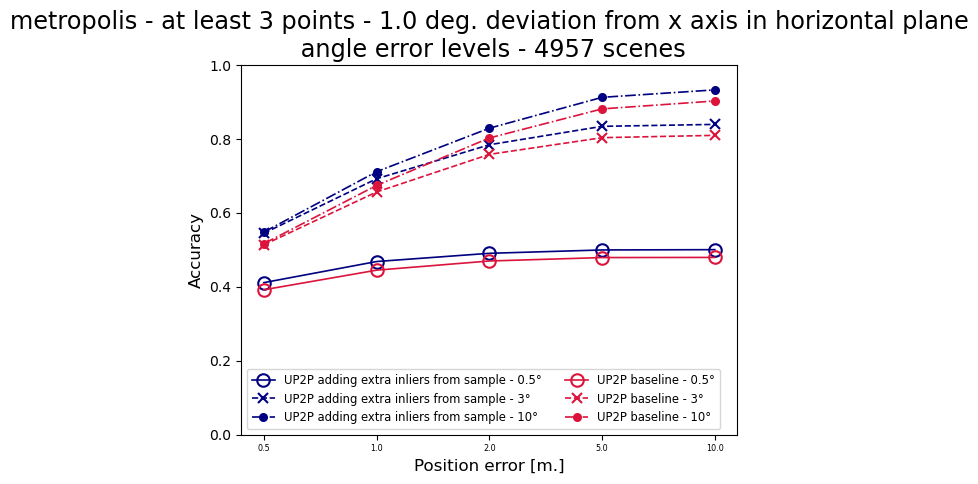 metropolis - at least 3 points - 1.0 deg. deviation from x axis in horizontal plane
angle error levels - 4957 scenes
1.0
0.8
0.6
0.4
0.2
0.0
Accuracy
UP2P adding extra inliers from sample - 0.5°
UP2P adding extra inliers from sample - 3°
UP2P adding extra inliers from sample - 10°
UP2P baseline - 0.5°
UP2P baseline - 3°
UP2P baseline - 10°
0.5 1.0 2.0 5.0 10.0
Position error [m.]